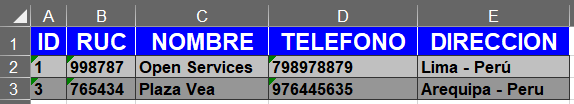 A B C D E
1 ID RUC NOMBRE TELEFONO DIRECCION
2 1 998787 Open Services 798978879 Lima - Perú
3 3 765434 Plaza Vea 976445635 Arequipa - Peru